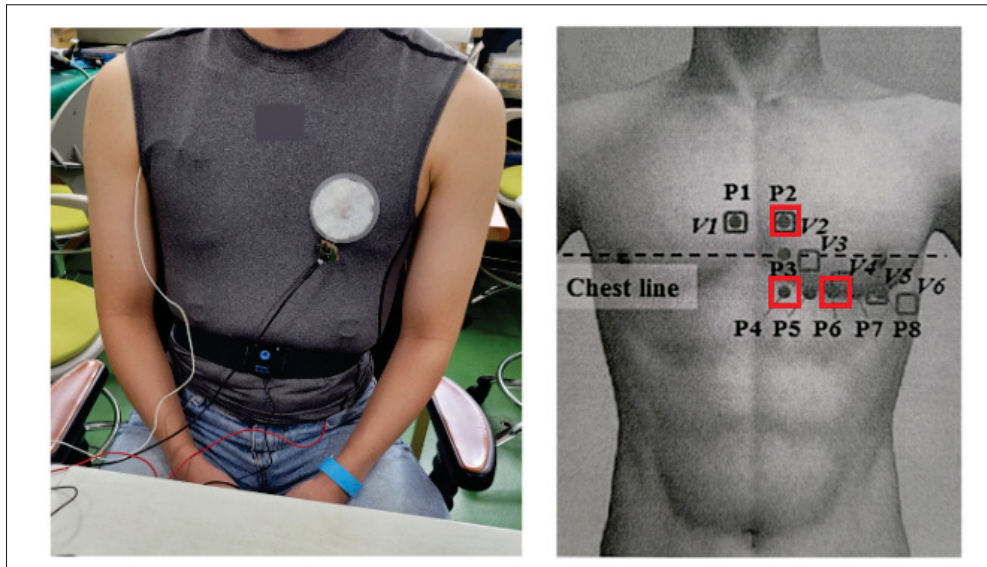 P1 P2
V1 V2
V3
P3 V4 V5 V6
Chest line
P4 P5 P6 P7 P8